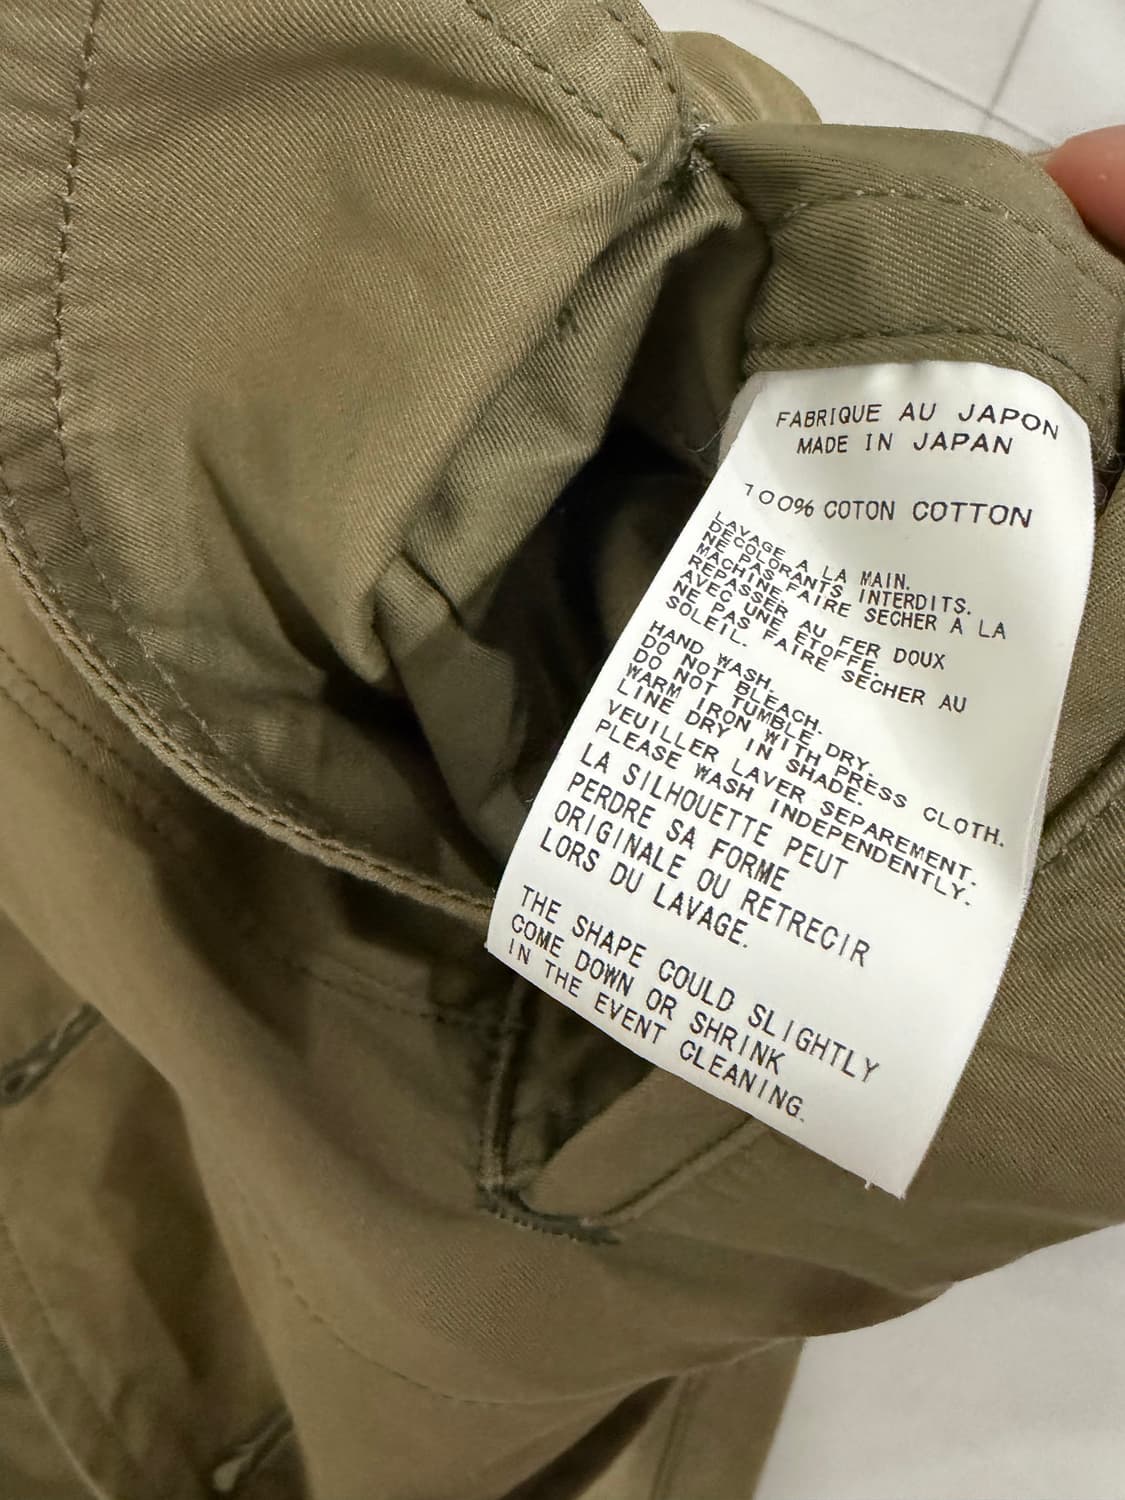 FABRIQUE AU JAPON
MADE IN JAPAN
100% COTON COTTON
LAVAGE A LA MAIN.
DECOLORANTS INTERDITS.
NE PAS FAIRE SECHER A LA
MACHINE.
REPASSER AU FER DOUX
AVEC UNE ETOFFE.
NE PAS FAIRE SECHER AU
SOLEIL.
HAND WASH.
DO NOT BLEACH.
DO NOT TUMBLE DRY.
WARM IRON WITH PRESS CLOTH.
LINE DRY IN SHADE.
VEUILLER LAVER SEPAREMENT.
PLEASE WASH INDEPENDENTLY.
LA SILHOUETTE PEUT
PERDRE SA FORME
ORIGINALE OU RETRECIR
LORS DU LAVAGE.
THE SHAPE COULD SLIGHTLY
COME DOWN OR SHRINK
IN THE EVENT CLEANING.